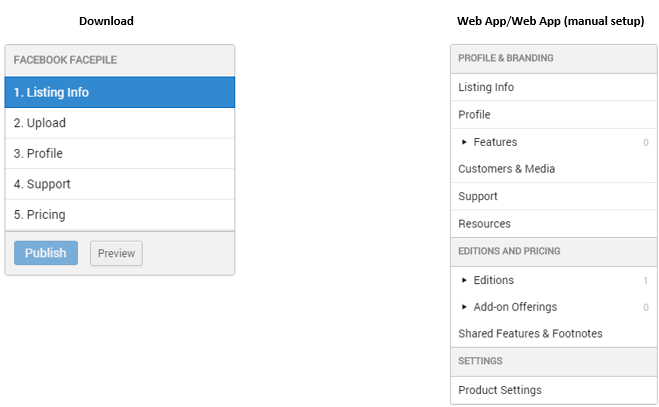 Download
FACEBOOK FACEPILE
1. Listing Info
2. Upload
3. Profile
4. Support
5. Pricing
Publish
Preview
Web App/Web App (manual setup)
PROFILE & BRANDING
Listing Info
Profile
Features 0
Customers & Media
Support
Resources
EDITIONS AND PRICING
Editions 1
Add-on Offerings 0
Shared Features & Footnotes
SETTINGS
Product Settings